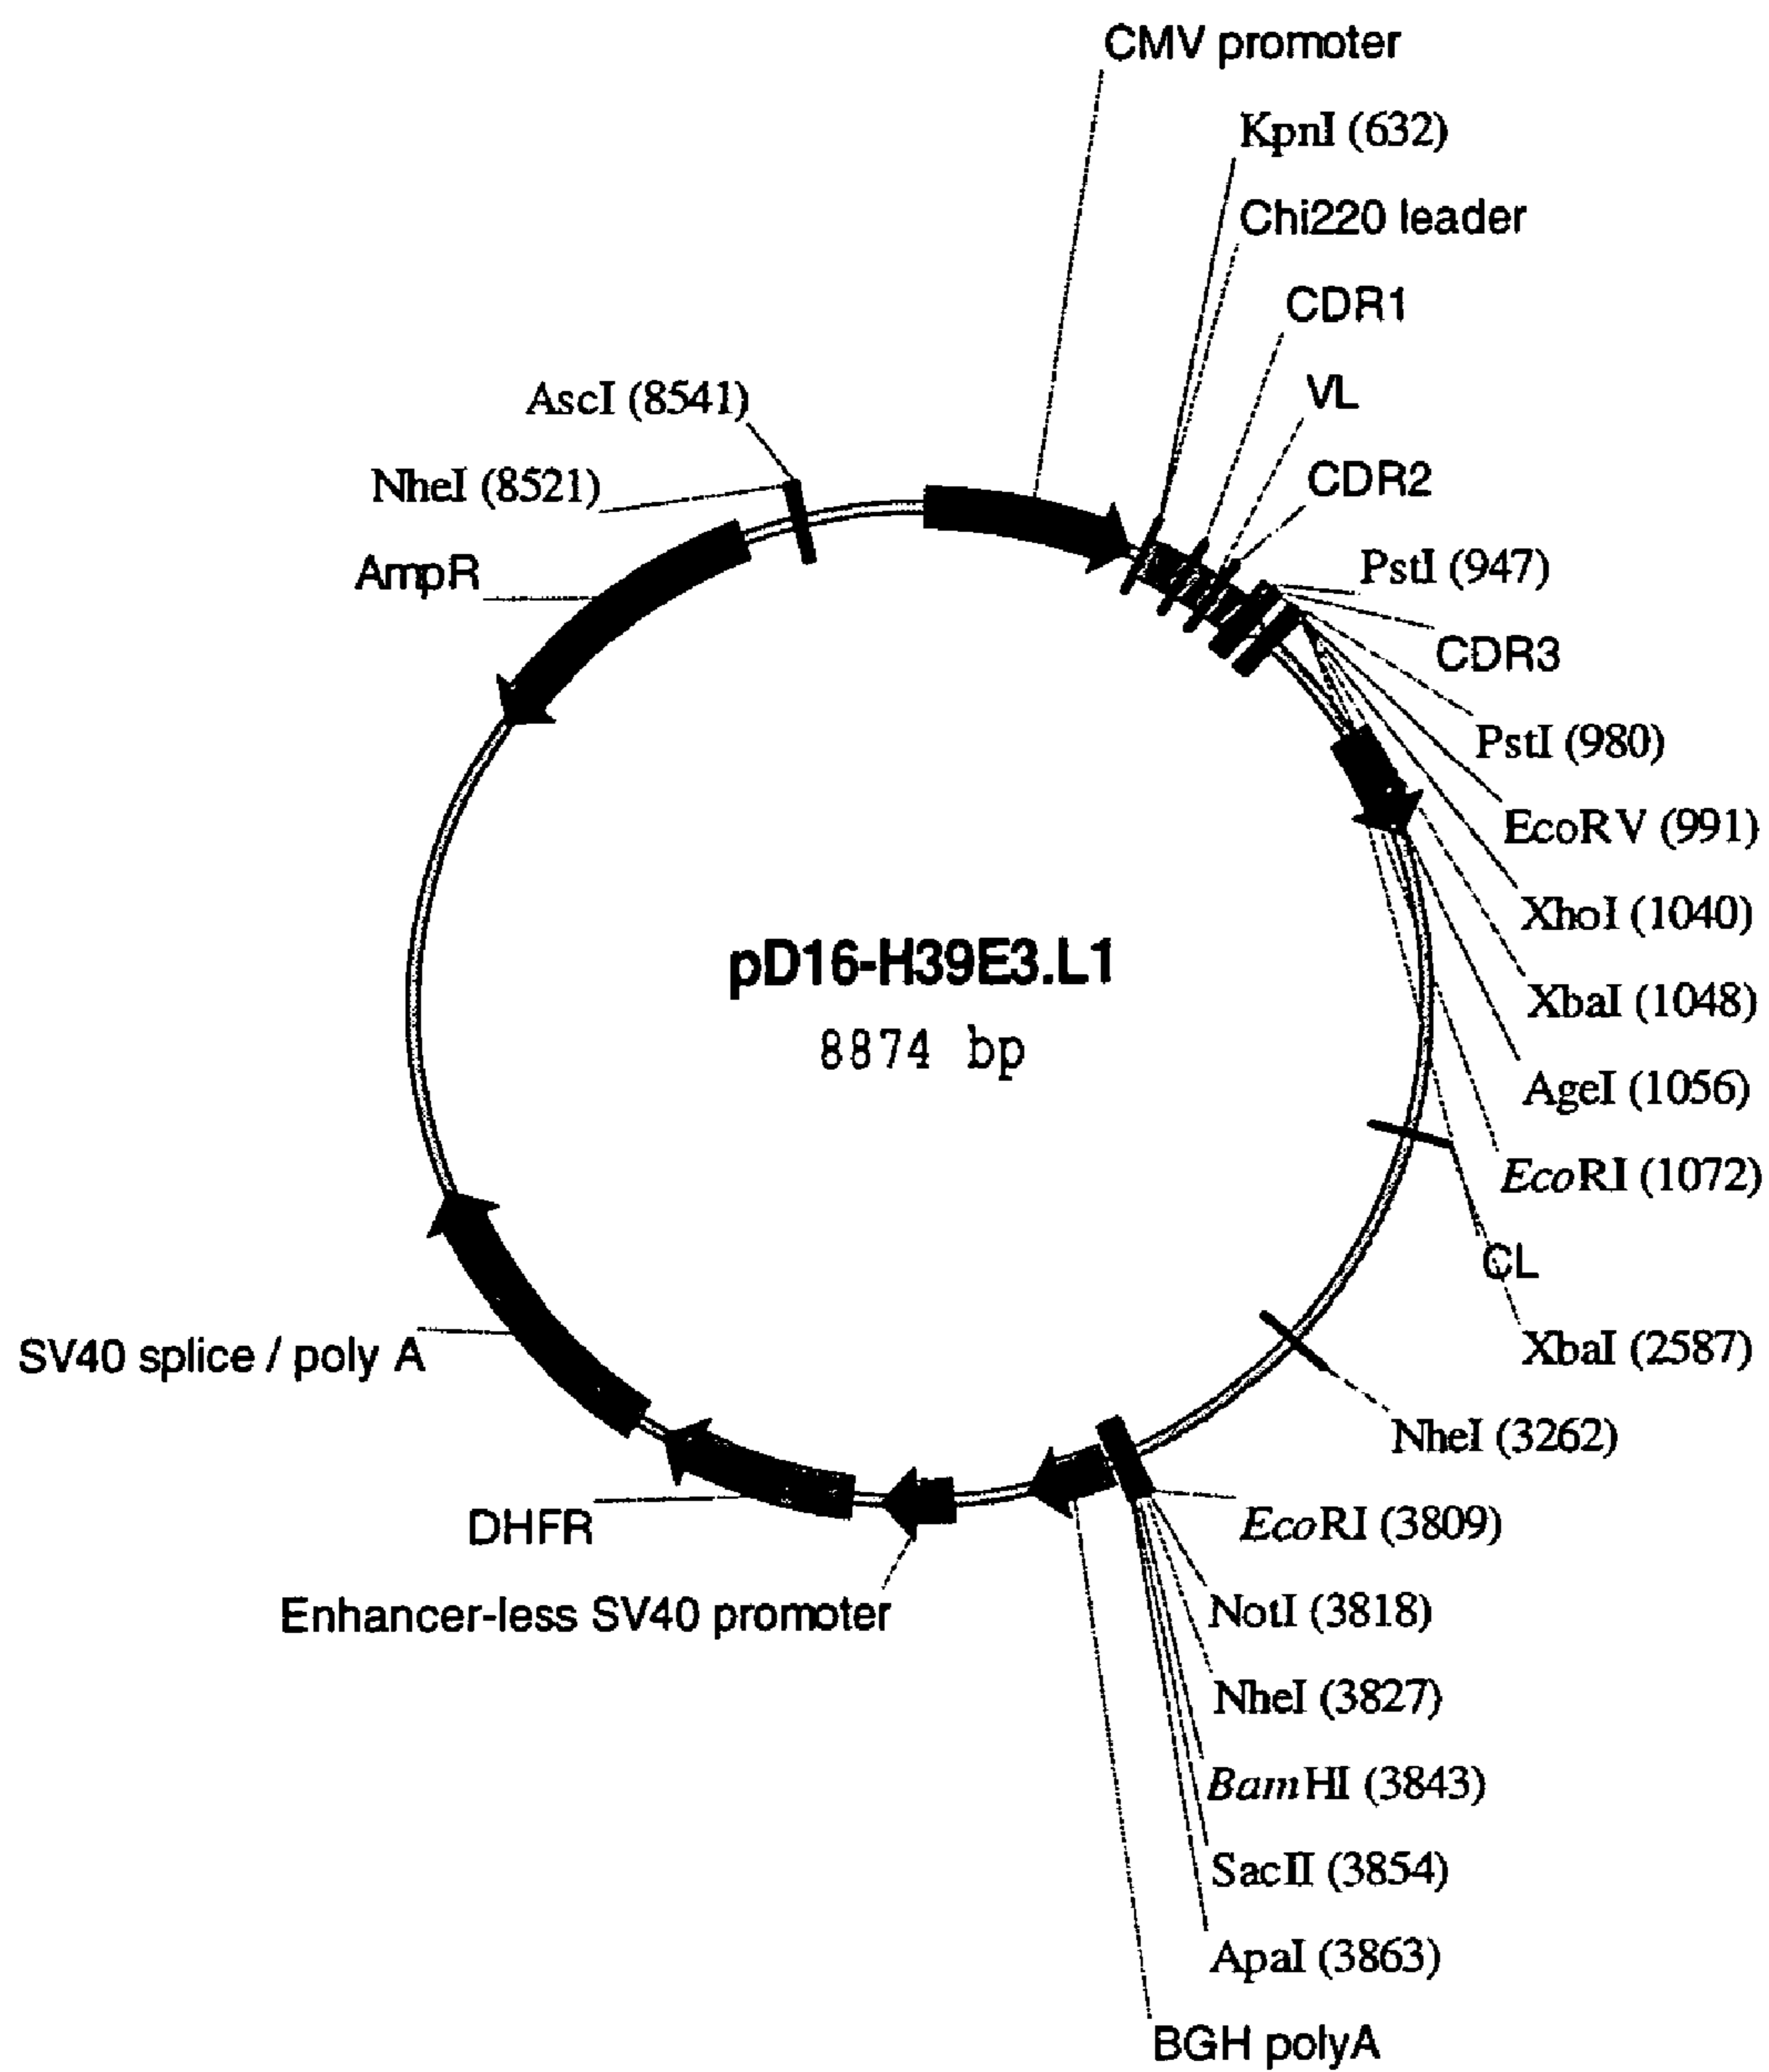 CMV promoter
KpnI (632)
Chi220 leader
CDR1
VL
CDR2
PstI (947)
CDR3
PstI (980)
EcoRV (991)
XhoI (1040)
XbaI (1048)
AgeI (1056)
EcoRI (1072)
CL
XbaI (2587)
NheI (3262)
EcoRI (3809)
NotI (3818)
NheI (3827)
BamHI (3843)
SacII (3854)
ApaI (3863)
BGH polyA
Enhancer-less SV40 promoter
DHFR
SV40 splice / poly A
AmpR
NheI (8521)
AscI (8541)
pD16-H39E3.L1
8874 bp